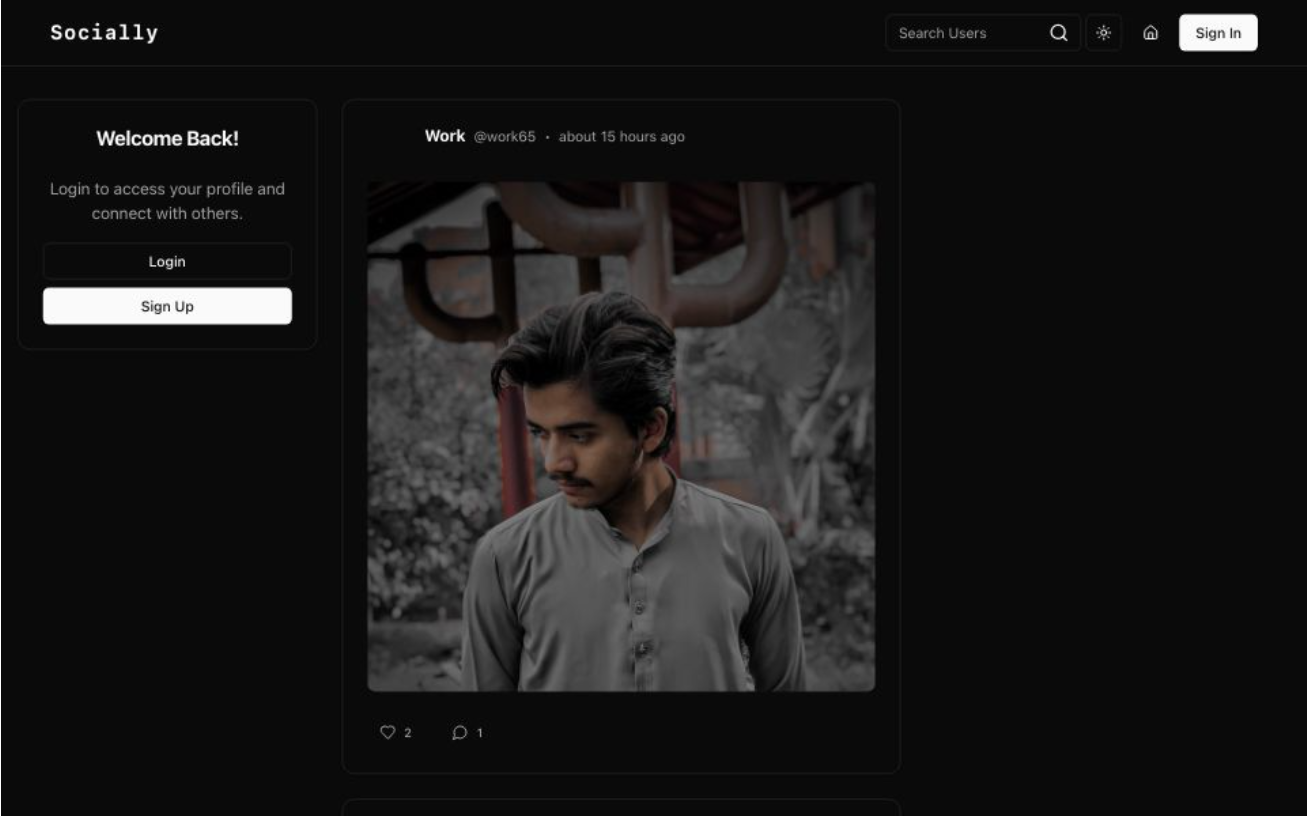 Socially
Search Users
Sign In
Welcome Back!
Login to access your profile and
connect with others.
Login
Sign Up
Work @work65 · about 15 hours ago
2 1